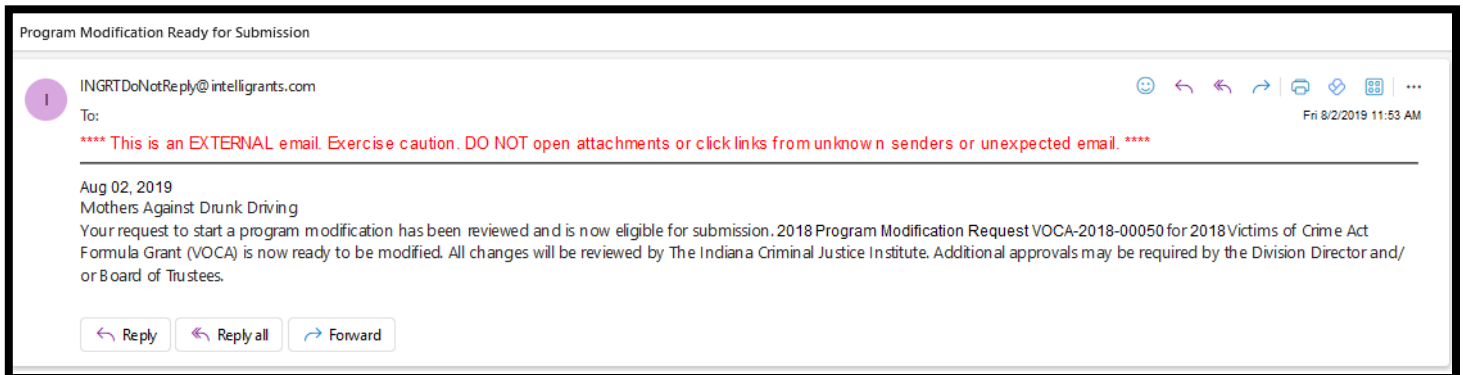 Program Modification Ready for Submission
I
INGRTDoNotReply@intelligrants.com
To:
Fri 8/2/2019 11:53 AM
**** This is an EXTERNAL email. Exercise caution. DO NOT open attachments or click links from unknown senders or unexpected email. ****
Aug 02, 2019
Mothers Against Drunk Driving
Your request to start a program modification has been reviewed and is now eligible for submission. 2018 Program Modification Request VOCA-2018-00050 for 2018 Victims of Crime Act
Formula Grant (VOCA) is now ready to be modified. All changes will be reviewed by The Indiana Criminal Justice Institute. Additional approvals may be required by the Division Director and/
or Board of Trustees.
Reply Reply all Forward